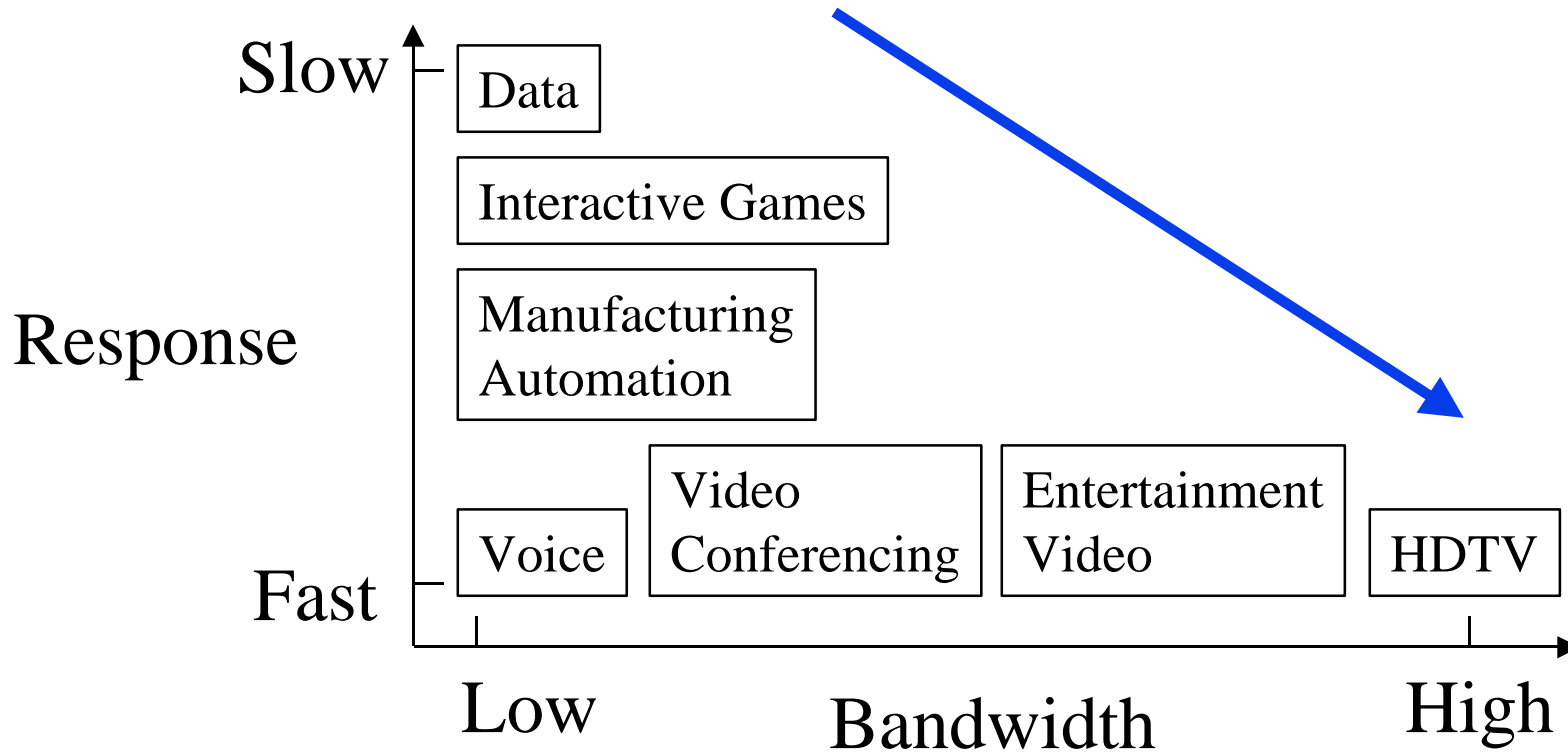 Slow
Data
Interactive Games
Manufacturing
Automation
Response
Video
Conferencing
Entertainment
Video
Voice
HDTV
Fast
Low
Bandwidth
High